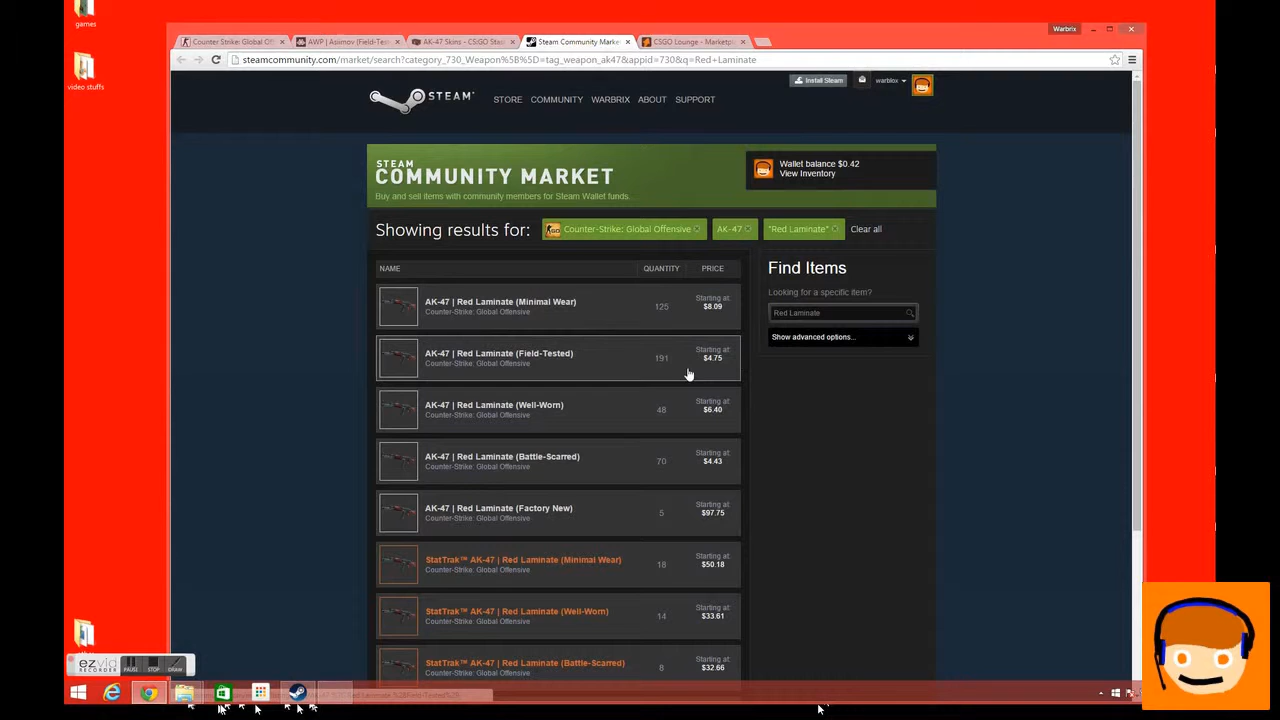 games
video stuffs
Counter Strike: Global Of
AWP | Asimov (Field-Tes
AK-47 Skins - CS:GO Stas
Steam Community Marke
CSGO Lounge - Marketpl
Warbrix
steamcommunity.com/market/search?category_730_Weapon%5B%5D=tag_weapon_ak47&appid=730&q=Red+Laminate
Install Steam
warblox
STEAM
STORE
COMMUNITY
WARBRIX
ABOUT
SUPPORT
STEAM
COMMUNITY MARKET
Buy and sell items with community members for Steam Wallet funds.
Wallet balance $0.42
View Inventory
Showing results for:
Counter-Strike: Global Offensive
AK-47
"Red Laminate"
Clear all
NAME
QUANTITY
PRICE
AK-47 | Red Laminate (Minimal Wear)
Counter-Strike: Global Offensive
125
Starting at:
$8.09
AK-47 | Red Laminate (Field-Tested)
Counter-Strike: Global Offensive
191
Starting at:
$4.75
AK-47 | Red Laminate (Well-Worn)
Counter-Strike: Global Offensive
48
Starting at:
$6.40
AK-47 | Red Laminate (Battle-Scarred)
Counter-Strike: Global Offensive
70
Starting at:
$4.43
AK-47 | Red Laminate (Factory New)
Counter-Strike: Global Offensive
5
Starting at:
$97.75
StatTrak™ AK-47 | Red Laminate (Minimal Wear)
Counter-Strike: Global Offensive
18
Starting at:
$50.18
StatTrak™ AK-47 | Red Laminate (Well-Worn)
Counter-Strike: Global Offensive
14
Starting at:
$33.61
StatTrak™ AK-47 | Red Laminate (Battle-Scarred)
Counter-Strike: Global Offensive
8
Starting at:
$32.66
Find Items
Looking for a specific item?
Red Laminate
Show advanced options...
ezvid
RECORDER
PAUSE
STOP
DRAW